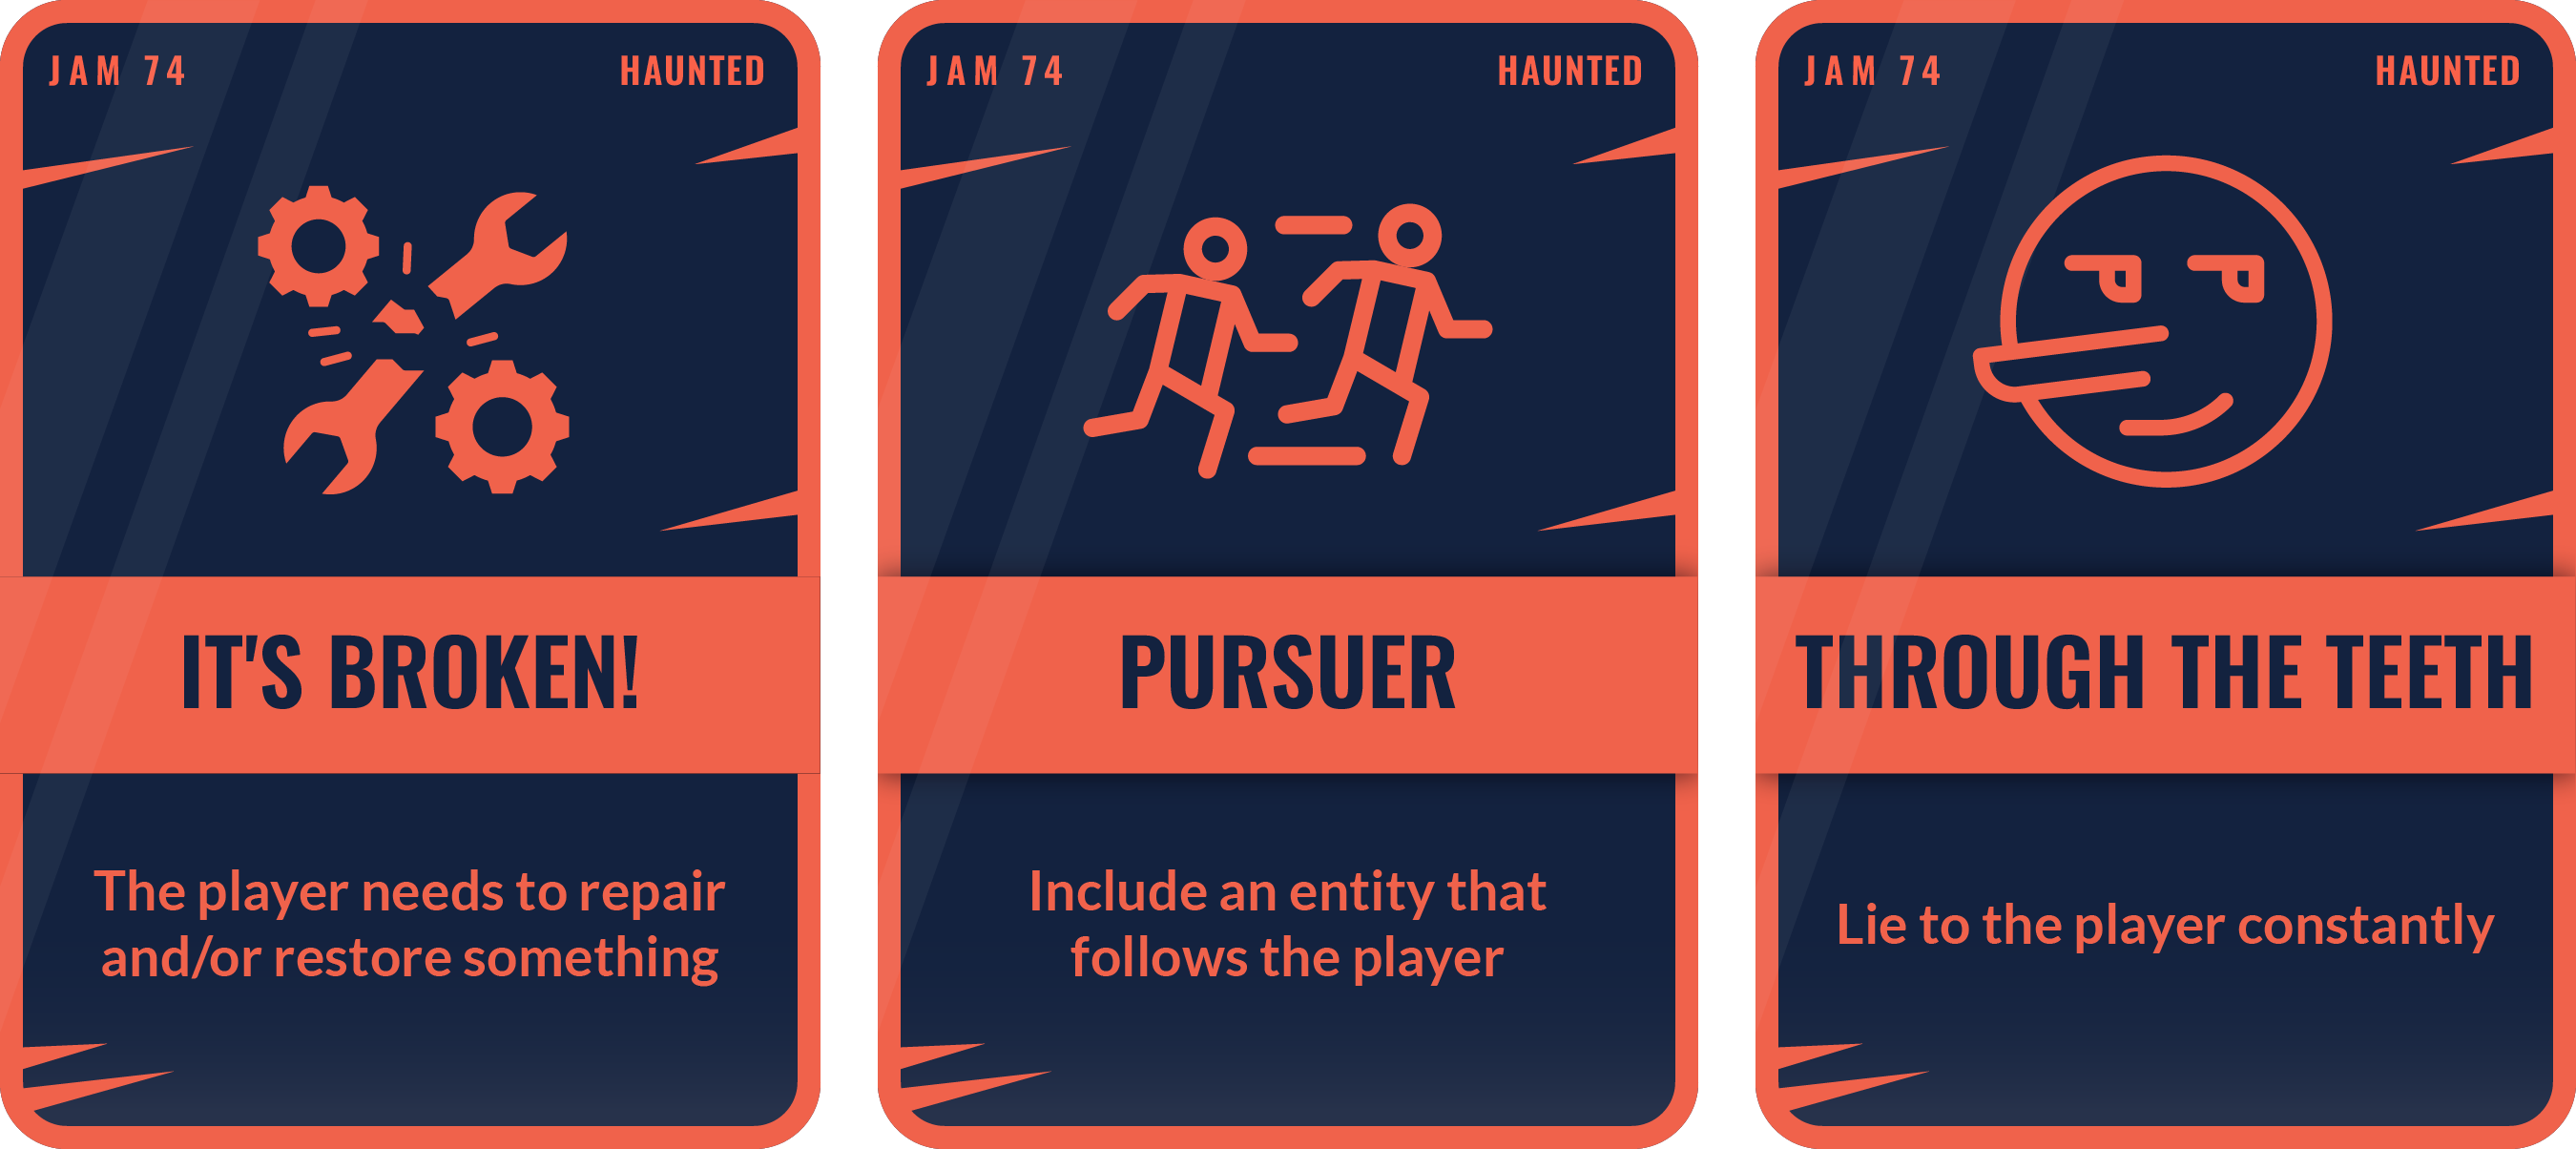 JAM 74
HAUNTED
IT'S BROKEN!
The player needs to repair
and/or restore something
JAM 74
HAUNTED
PURSUER
Include an entity that
follows the player
JAM 74
HAUNTED
THROUGH THE TEETH
Lie to the player constantly